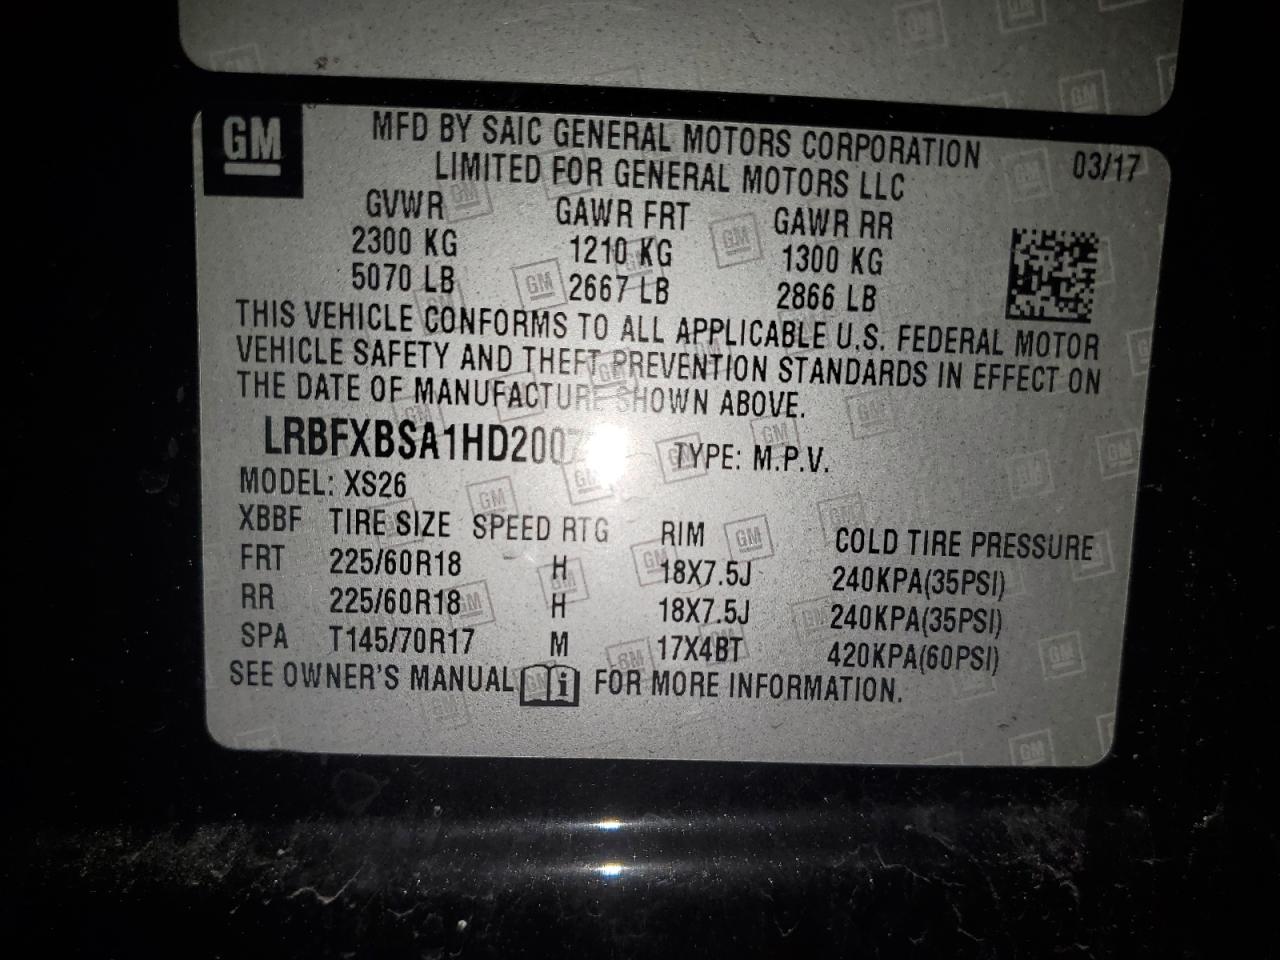 GM
MFD BY SAIC GENERAL MOTORS CORPORATION
LIMITED FOR GENERAL MOTORS LLC
03/17
GVWR GAWR FRT GAWR RR
2300 KG 1210 KG 1300 KG
5070 LB 2667 LB 2866 LB
THIS VEHICLE CONFORMS TO ALL APPLICABLE U.S. FEDERAL MOTOR
VEHICLE SAFETY AND THEFT PREVENTION STANDARDS IN EFFECT ON
THE DATE OF MANUFACTURE SHOWN ABOVE.
TYPE: M.P.V.
MODEL: XS26
XBBF TIRE SIZE SPEED RTG RIM COLD TIRE PRESSURE
FRT 225/60R18 H 18X7.5J 240KPA(35PSI)
RR 225/60R18 H 18X7.5J 240KPA(35PSI)
SPA T145/70R17 M 17X4BT 420KPA(60PSI)
SEE OWNER'S MANUAL i FOR MORE INFORMATION.